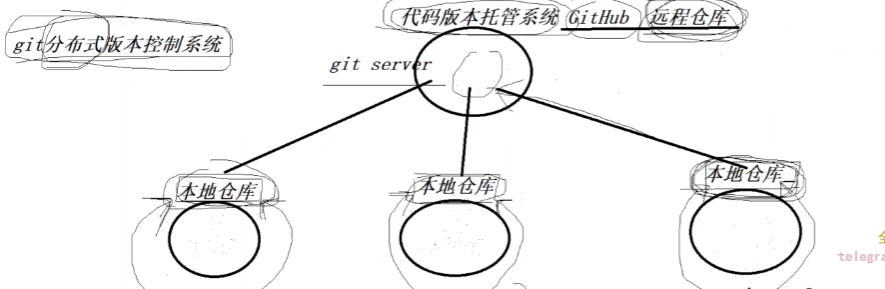 代码版本托管系统 GitHub 远程仓库
git分布式版本控制系统
git server
本地仓库
本地仓库
本地仓库
telegra